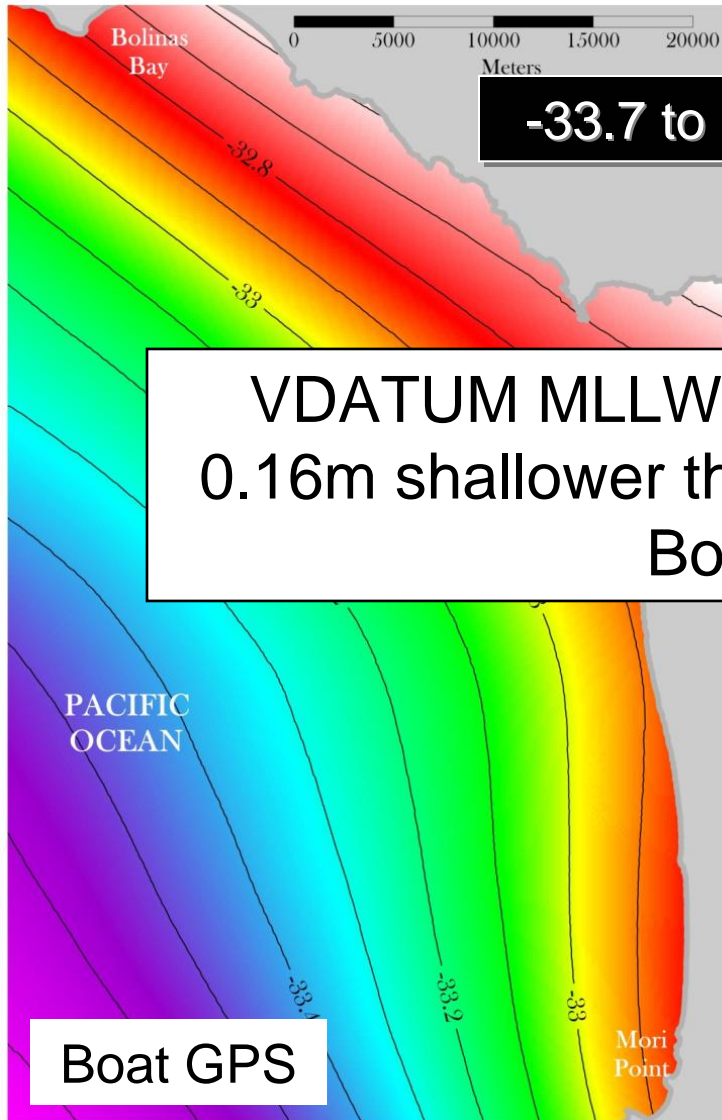 Bolinas
Bay
0 5000 10000 15000 20000
Meters
-33.7 to
-32.8
-33
VDATUM MLLW
0.16m shallower th
Bo
PACIFIC
OCEAN
-33.4
-33.2
-33
Mori
Point
Boat GPS